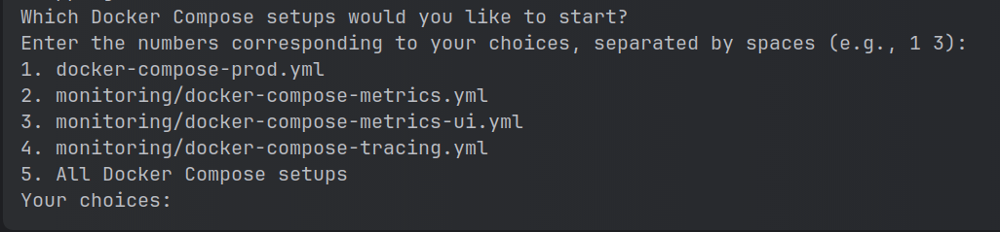 Which Docker Compose setups would you like to start?
Enter the numbers corresponding to your choices, separated by spaces (e.g., 1 3):
1. docker-compose-prod.yml
2. monitoring/docker-compose-metrics.yml
3. monitoring/docker-compose-metrics-ui.yml
4. monitoring/docker-compose-tracing.yml
5. All Docker Compose setups
Your choices: